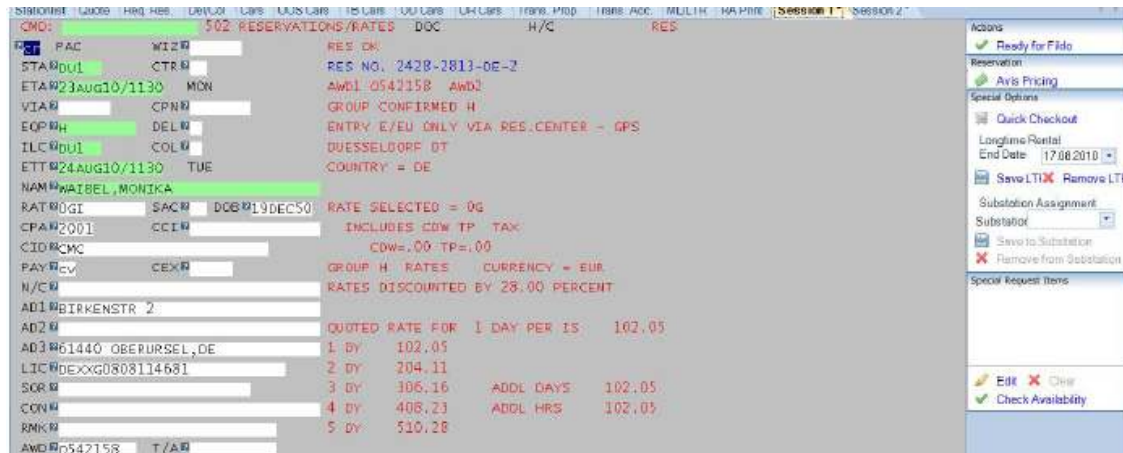 Stationlist Quote Req Res. Del/Col Cars OOS Cars TB Cars OD Cars UR Cars Trans. Prop Trans. Acc. MULTR RA Print Session 1 * Session 2 *
CMD: 502 RESERVATIONS/RATES DOC H/C RES
cr PAC WIZ RES OK
STA DU1 CTR RES NO. 2428-2813-DE-2
ETA 23AUG10/1130 MON AWD1 D542158 AWD2
VIA CPN GROUP CONFIRMED H
EQP H DEL ENTRY E/EU ONLY VIA RES.CENTER - GPS
ILC DU1 COL DUESSELDORF DT
ETT 24AUG10/1130 TUE COUNTRY = DE
NAM WAIBEL,MONIKA
RAT 0GI SAC DOB 19DEC50 RATE SELECTED = 0G
CPA 2001 CCI INCLUDES CDW TP TAX
CID CMC CDW=.00 TP=.00
PAY cv CEX GROUP H RATES CURRENCY = EUR
N/C RATES DISCOUNTED BY 28.00 PERCENT
AD1 BIRKENSTR 2
AD2 QUOTED RATE FOR 1 DAY PER IS 102.05
AD3 61440 OBERURSEL,DE 1 DY 102.05
LIC DEXXG0808114681 2 DY 204.11
SOR 3 DY 306.16 ADDL DAYS 102.05
CON 4 DY 408.23 ADDL HRS 102.05
RMK 5 DY 510.28
AWD D542158 T/A
Actions
Ready for Fildo
Reservation
Avis Pricing
Special Options
Quick Checkout
Longtime Rental
End Date 17.08.2010
Save LTR Remove LT
Substation Assignment
Substation
Save to Substation
Remove from Substation
Special Request Items
Edit Clear
Check Availability